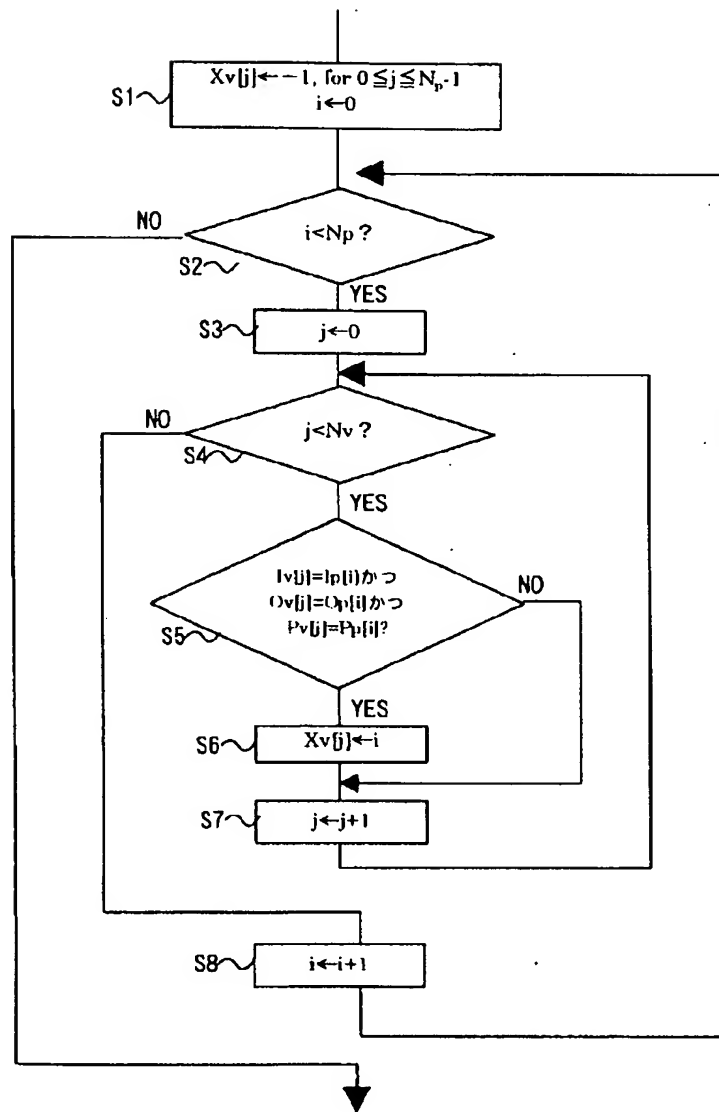 Xv[j]←-1, for 0≦j≦Np-1
S1
i←0
NO
i<Np？
S2
YES
S3
j←0
NO
j<Nv？
S4
YES
Iv[j]=Ip[i]かつ
NO
Ov[j]=Op[i]かつ
Pv[j]=Pp[i]?
S5
YES
S6
Xv[j]←i
S7
j←j+1
S8
i←i+1